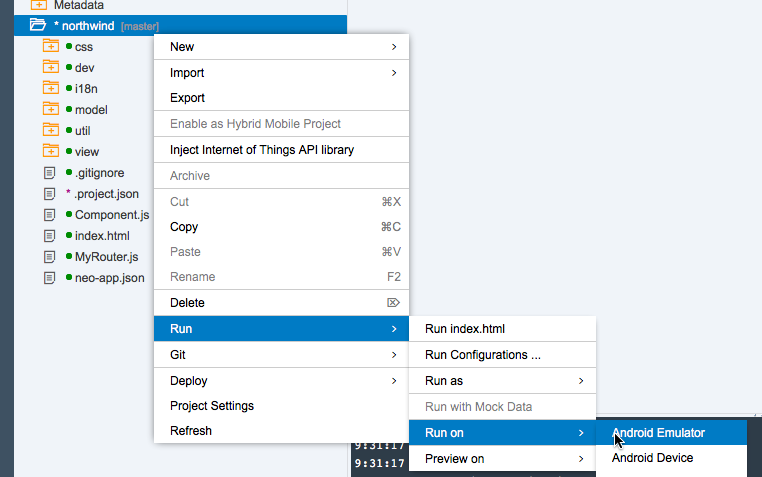 Metadata
* northwind [master]
css
dev
i18n
model
util
view
.gitignore
* .project.json
Component.js
index.html
MyRouter.js
neo-app.json
New
Import
Export
Enable as Hybrid Mobile Project
Inject Internet of Things API library
Archive
Cut ⌘X
Copy ⌘C
Paste ⌘V
Rename F2
Delete ⌦
Run
Git
Deploy
Project Settings
Refresh
Run index.html
Run Configurations ...
Run as
Run with Mock Data
Run on
Preview on
Android Emulator
Android Device
9:31:17
9:31:17